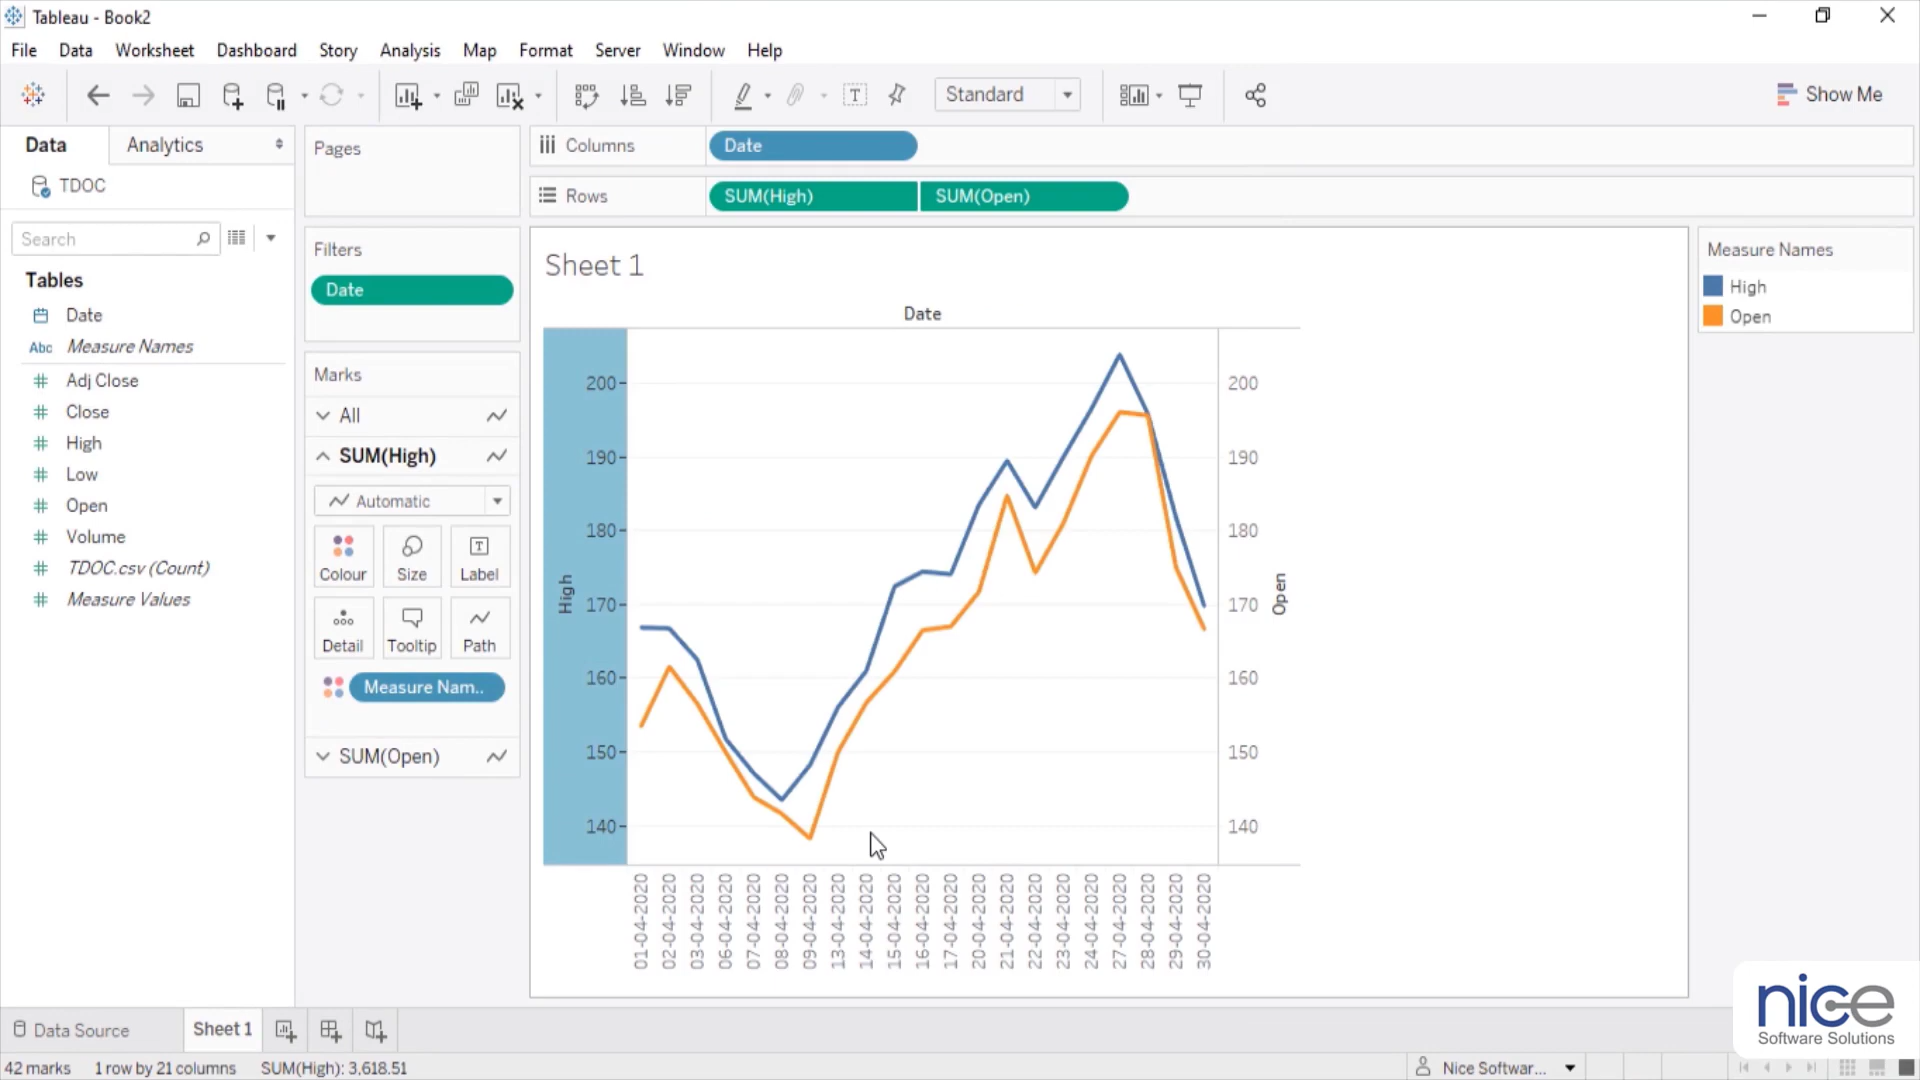 Tableau - Book2
File Data Worksheet Dashboard Story Analysis Map Format Server Window Help
Standard
Show Me
Data Analytics
TDOC
Search
Tables
Date
Abc Measure Names
Adj Close
Close
High
Low
Open
Volume
TDOC.csv (Count)
Measure Values
Pages
Filters
Date
Marks
All
SUM(High)
Automatic
Colour Size Label
Detail Tooltip Path
Measure Nam..
SUM(Open)
Columns Date
Rows SUM(High) SUM(Open)
Sheet 1
Date
High
200
190
180
170
160
150
140
200
190
180
170
160
150
140
Open
01-04-2020
02-04-2020
03-04-2020
06-04-2020
07-04-2020
08-04-2020
09-04-2020
13-04-2020
14-04-2020
15-04-2020
16-04-2020
17-04-2020
20-04-2020
21-04-2020
22-04-2020
23-04-2020
24-04-2020
27-04-2020
28-04-2020
29-04-2020
30-04-2020
Measure Names
High
Open
nice
Software Solutions
Data Source Sheet 1
42 marks 1 row by 21 columns SUM(High): 3,618.51
Nice Softwar...